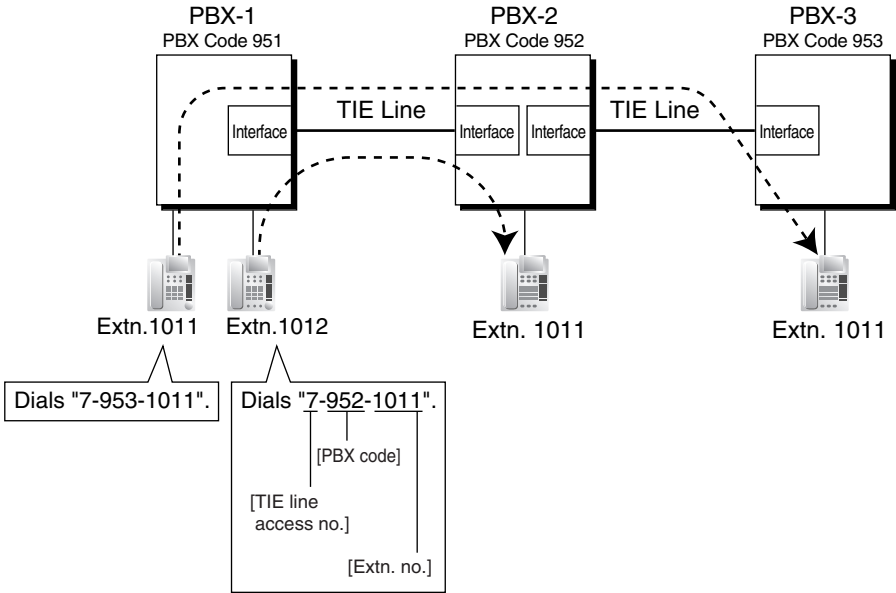 PBX-1
PBX Code 951
PBX-2
PBX Code 952
PBX-3
PBX Code 953
TIE Line
TIE Line
Interface
Interface
Interface
Interface
Extn.1011
Extn.1012
Extn. 1011
Extn. 1011
Dials "7-953-1011".
Dials "7-952-1011".
[PBX code]
[TIE line
access no.]
[Extn. no.]